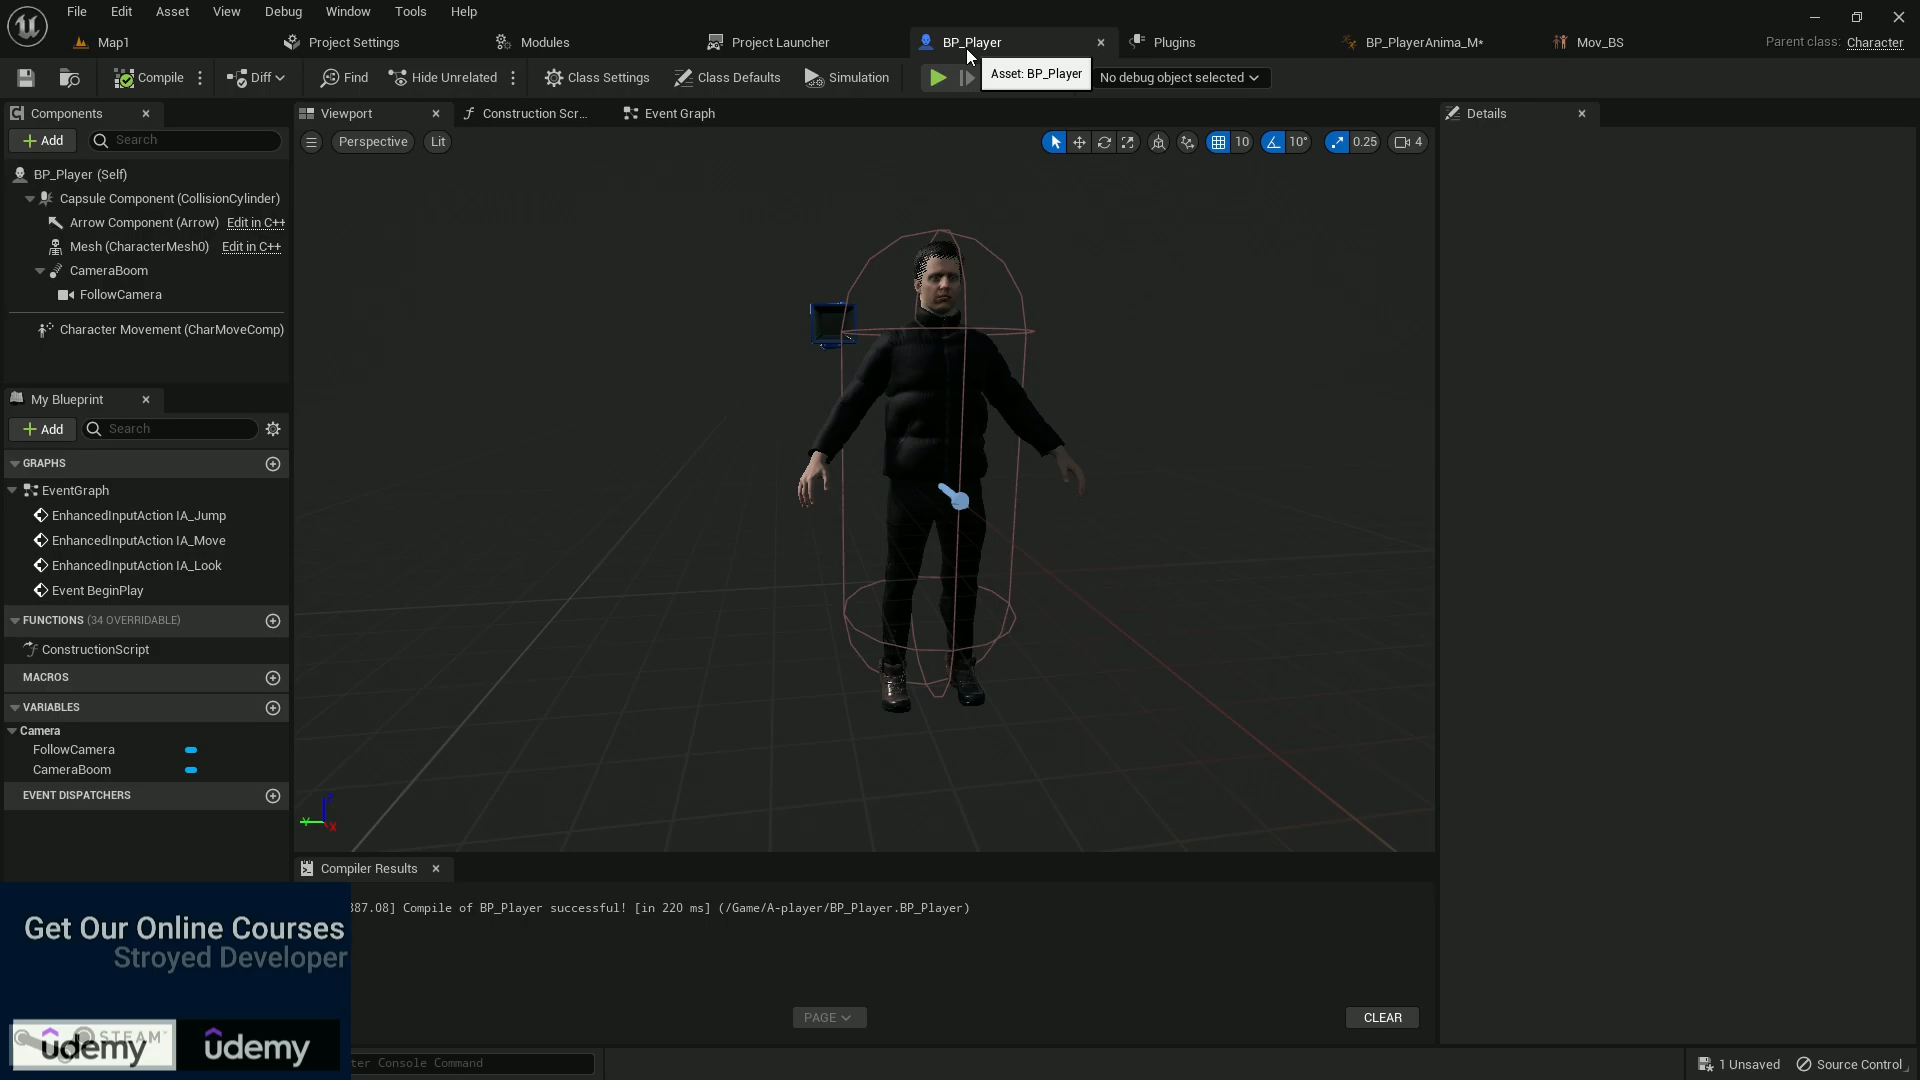 File Edit Asset View Debug Window Tools Help
Map1 Project Settings Modules Project Launcher BP_Player Plugins BP_PlayerAnima_M* Mov_BS Parent class: Character
Compile Diff Find Hide Unrelated Class Settings Class Defaults Simulation Asset: BP_Player No debug object selected
Components
Add Search
BP_Player (Self)
Capsule Component (CollisionCylinder)
Arrow Component (Arrow) Edit in C++
Mesh (CharacterMesh0) Edit in C++
CameraBoom
FollowCamera
Character Movement (CharMoveComp)
My Blueprint
Add Search
GRAPHS
EventGraph
EnhancedInputAction IA_Jump
EnhancedInputAction IA_Move
EnhancedInputAction IA_Look
Event BeginPlay
FUNCTIONS (34 OVERRIDABLE)
ConstructionScript
MACROS
VARIABLES
Camera
FollowCamera
CameraBoom
EVENT DISPATCHERS
Viewport Construction Scr... Event Graph
Perspective Lit 10 10° 0.25 4
Z
Y X
Details
Compiler Results
387.08] Compile of BP_Player successful! [in 220 ms] (/Game/A-player/BP_Player.BP_Player)
PAGE CLEAR
Get Our Online Courses
Stroyed Developer
STEAM
udemy udemy
ter Console Command
1 Unsaved Source Control